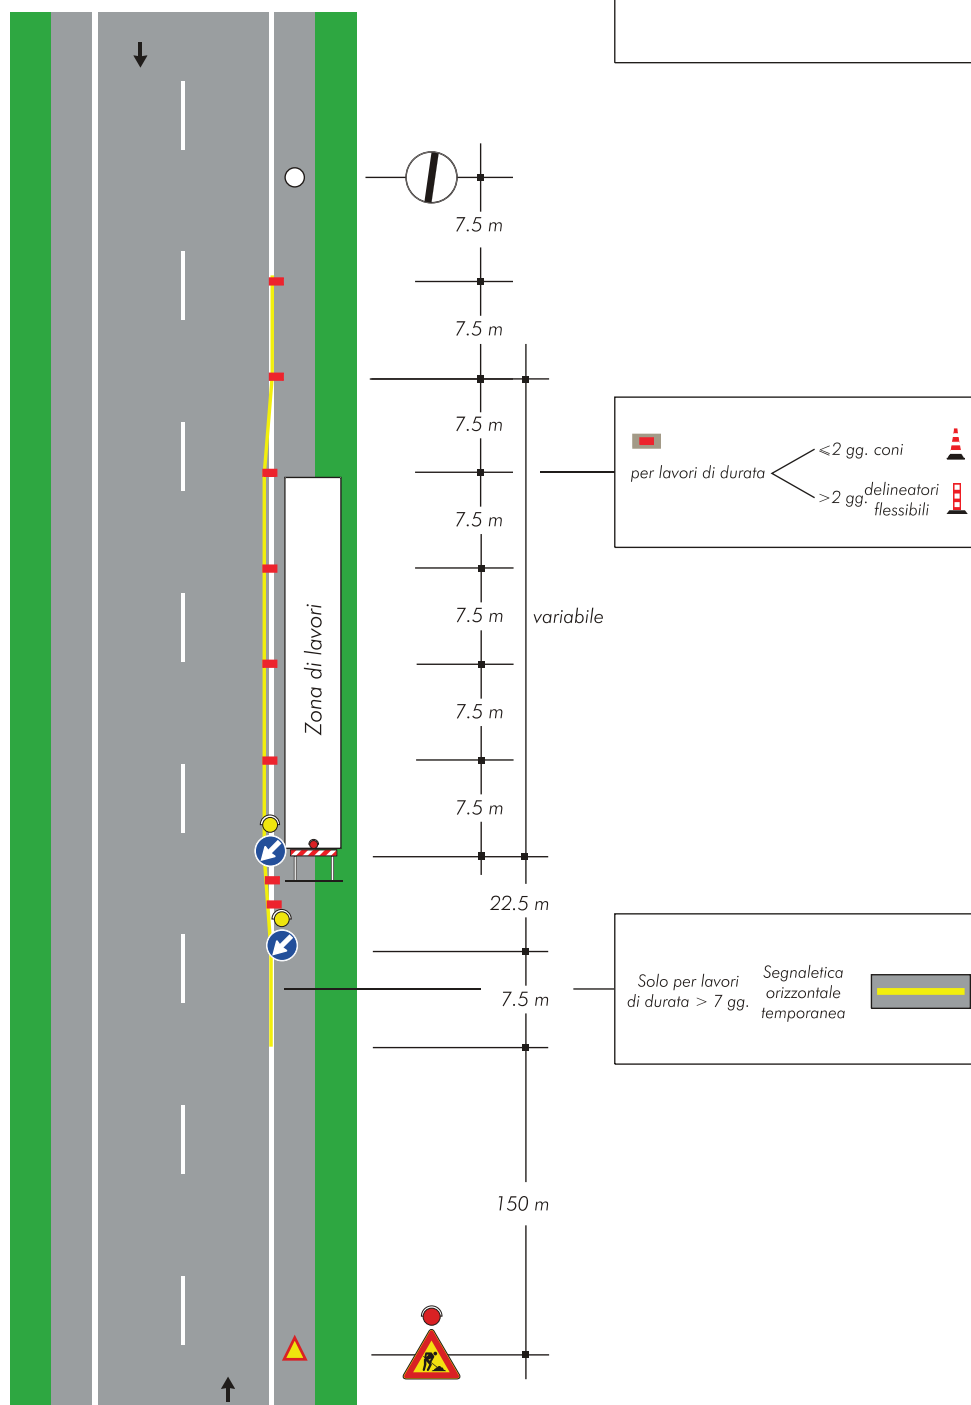 7.5 m
7.5 m
7.5 m
per lavori di durata
⩽2 gg. coni
>2 gg. delineatori
flessibili
7.5 m
7.5 m
variabile
Zona di lavori
7.5 m
7.5 m
22.5 m
Solo per lavori
di durata > 7 gg.
Segnaletica
orizzontale
temporanea
7.5 m
150 m